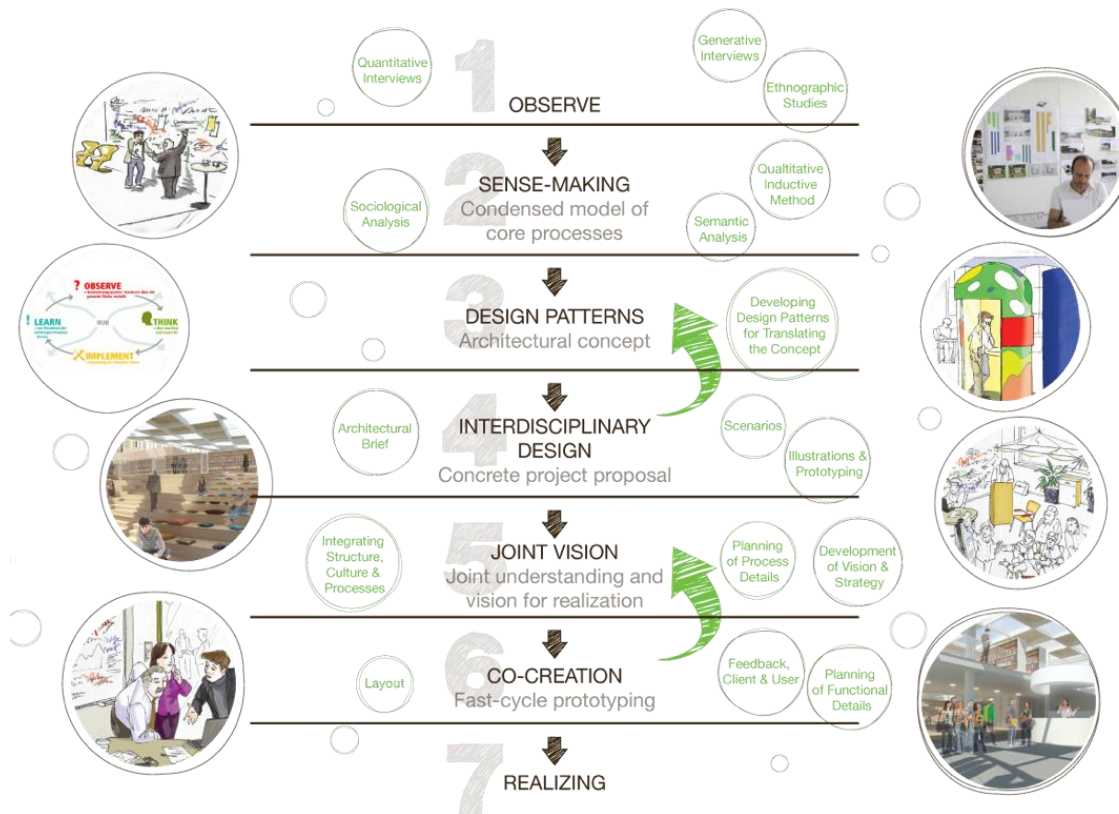 1
Quantitative
Interviews
Generative
Interviews
Ethnographic
Studies
OBSERVE
2
SENSE-MAKING
Condensed model of
core processes
Sociological
Analysis
Qualtitative
Inductive
Method
Semantic
Analysis
3
DESIGN PATTERNS
Architectural concept
Developing
Design Patterns
for Translating
the Concept
? OBSERVE
! LEARN
HUB
THINK
IMPLEMENT
4
INTERDISCIPLINARY
DESIGN
Concrete project proposal
Architectural
Brief
Scenarios
Illustrations &
Prototyping
5
JOINT VISION
Joint understanding and
vision for realization
Integrating
Structure,
Culture &
Processes
Planning
of Process
Details
Development
of Vision &
Strategy
6
CO-CREATION
Fast-cycle prototyping
Layout
Feedback,
Client & User
Planning
of Functional
Details
7
REALIZING